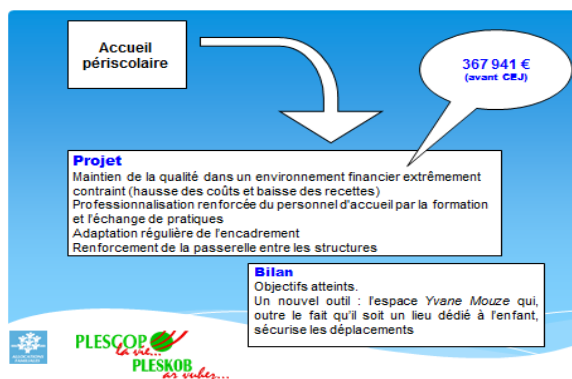 Accueil
périscolaire
367 941 €
(avant CEJ)
Projet
Maintien de la qualité dans un environnement financier extrêmement
contraint (hausse des coûts et baisse des recettes)
Professionnalisation renforcée du personnel d'accueil par la formation
et l'échange de pratiques
Adaptation régulière de l'encadrement
Renforcement de la passerelle entre les structures
Bilan
Objectifs atteints.
Un nouvel outil : l'espace Yvane Mouze qui,
outre le fait qu'il soit un lieu dédié à l'enfant,
sécurise les déplacements
PLESCOP
la vie...
PLESKOB
ar vuhez...